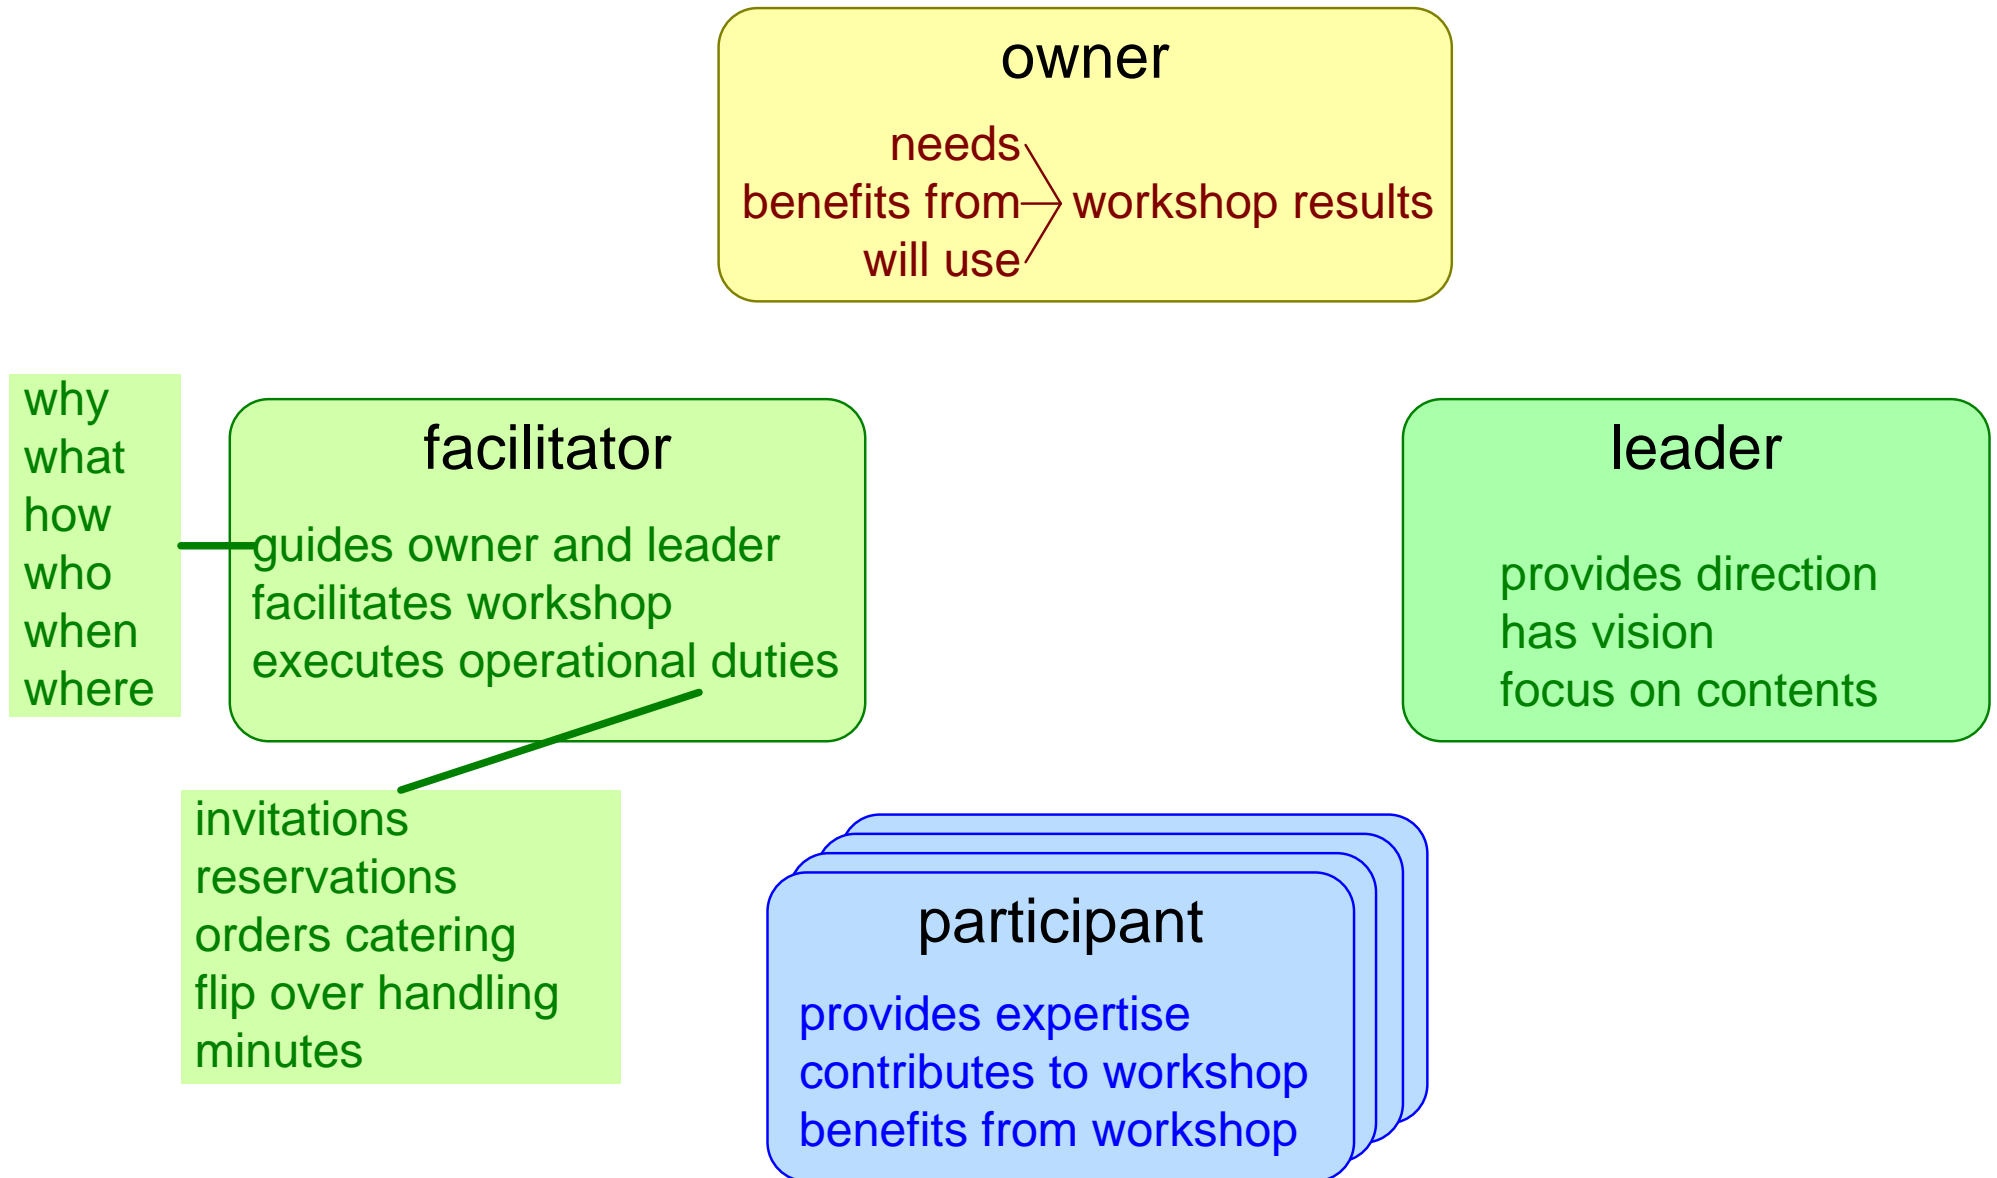 owner
needs
benefits from workshop results
will use
why
what
how
who
when
where
facilitator
guides owner and leader
facilitates workshop
executes operational duties
leader
provides direction
has vision
focus on contents
invitations
reservations
orders catering
flip over handling
minutes
participant
provides expertise
contributes to workshop
benefits from workshop